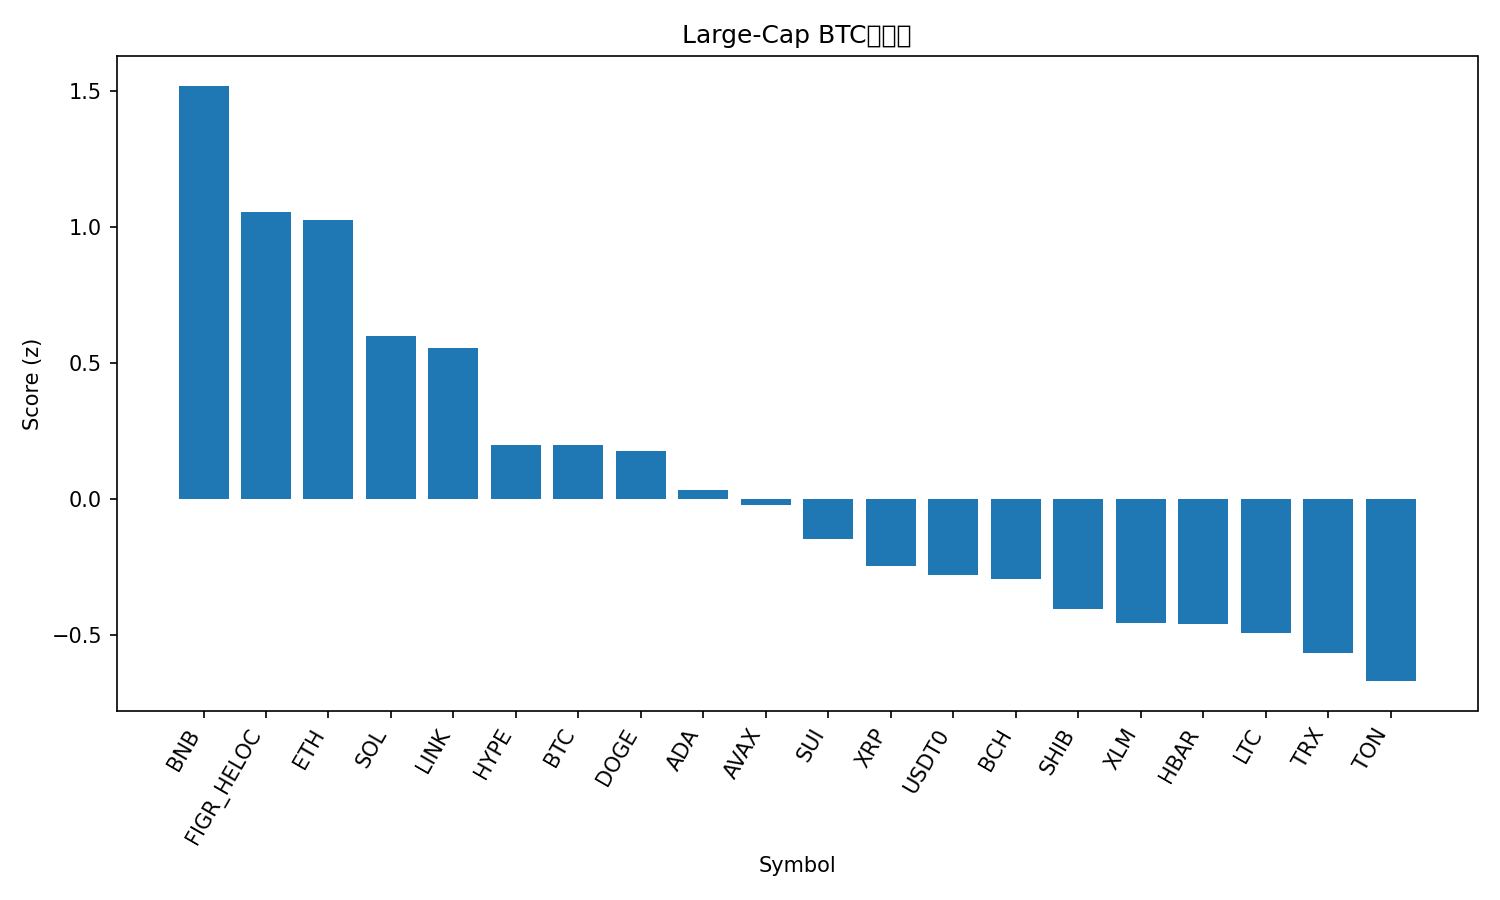 Large-Cap BTC
Score (z)
1.5
1.0
0.5
0.0
−0.5
BNB
FIGR_HELOC
ETH
SOL
LINK
HYPE
BTC
DOGE
ADA
AVAX
SUI
XRP
USDT0
BCH
SHIB
XLM
HBAR
LTC
TRX
TON
Symbol